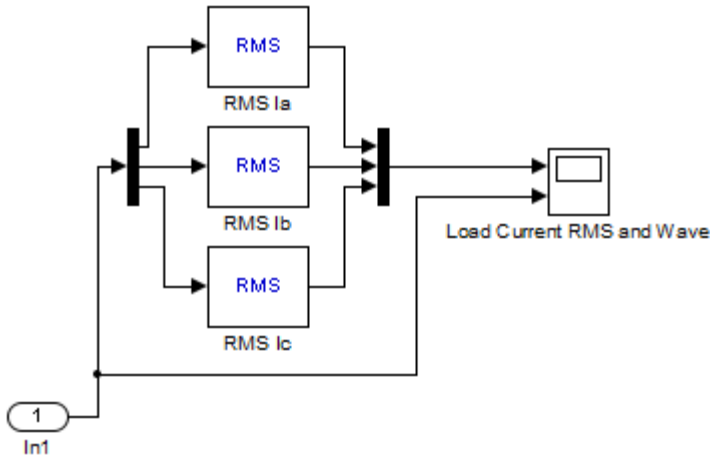 RMS
RMS Ia
RMS
RMS Ib
Load Current RMS and Wave
RMS
RMS Ic
1
In1